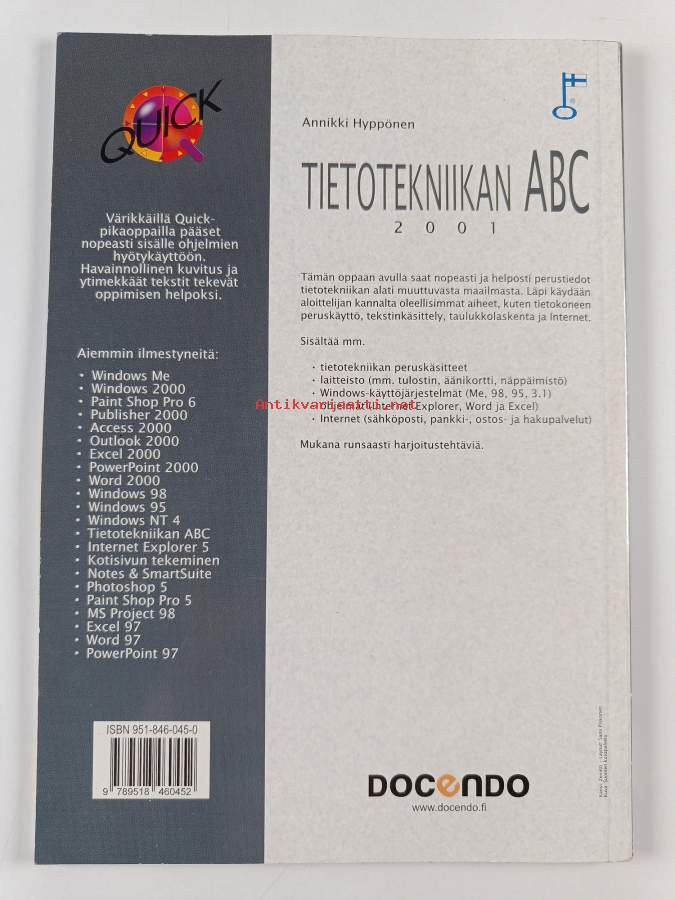 QUICK
Värikkäillä Quick-
pikaoppailla pääset
nopeasti sisälle ohjelmien
hyötykäyttöön.
Havainnollinen kuvitus ja
ytimekkäät tekstit tekevät
oppimisen helpoksi.
Aiemmin ilmestyneitä:
• Windows Me
• Windows 2000
• Paint Shop Pro 6
• Publisher 2000
• Access 2000
• Outlook 2000
• Excel 2000
• PowerPoint 2000
• Word 2000
• Windows 98
• Windows 95
• Windows NT 4
• Tietotekniikan ABC
• Internet Explorer 5
• Kotisivun tekeminen
• Notes & SmartSuite
• Photoshop 5
• Paint Shop Pro 5
• MS Project 98
• Excel 97
• Word 97
• PowerPoint 97
ISBN 951-846-045-0
9 789518 460452
Annikki Hyppönen
TIETOTEKNIIKAN ABC
2001
Tämän oppaan avulla saat nopeasti ja helposti perustiedot
tietotekniikan alati muuttuvasta maailmasta. Läpi käydään
aloittelijan kannalta oleellisimmat aiheet, kuten tietokoneen
peruskäyttö, tekstinkäsittely, taulukkolaskenta ja Internet.
Sisältää mm.
• tietotekniikan peruskäsitteet
• laitteisto (mm. tulostin, äänikortti, näppäimistö)
• Windows-käyttöjärjestelmät (Me, 98, 95, 3.1)
Antikvariaatti.net
• ohjelmat (Internet Explorer, Word ja Excel)
• Internet (sähköposti, pankki-, ostos- ja hakupalvelut)
Mukana runsaasti harjoitustehtäviä.
DOCENDO
www.docendo.fi